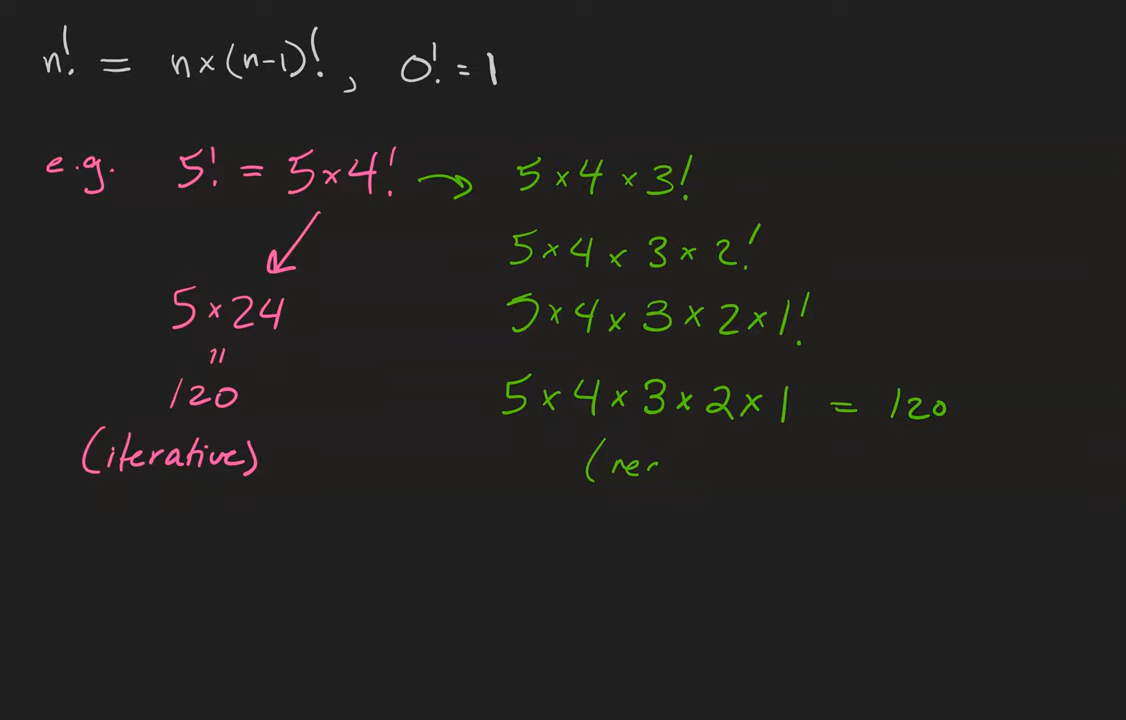 n! = n×(n-1)!, 0! = 1
e.g. 5! = 5×4! → 5×4×3!
5×4×3×2!
5×24
5×4×3×2×1!
=
120
5×4×3×2×1 = 120
(iterative)
(rer